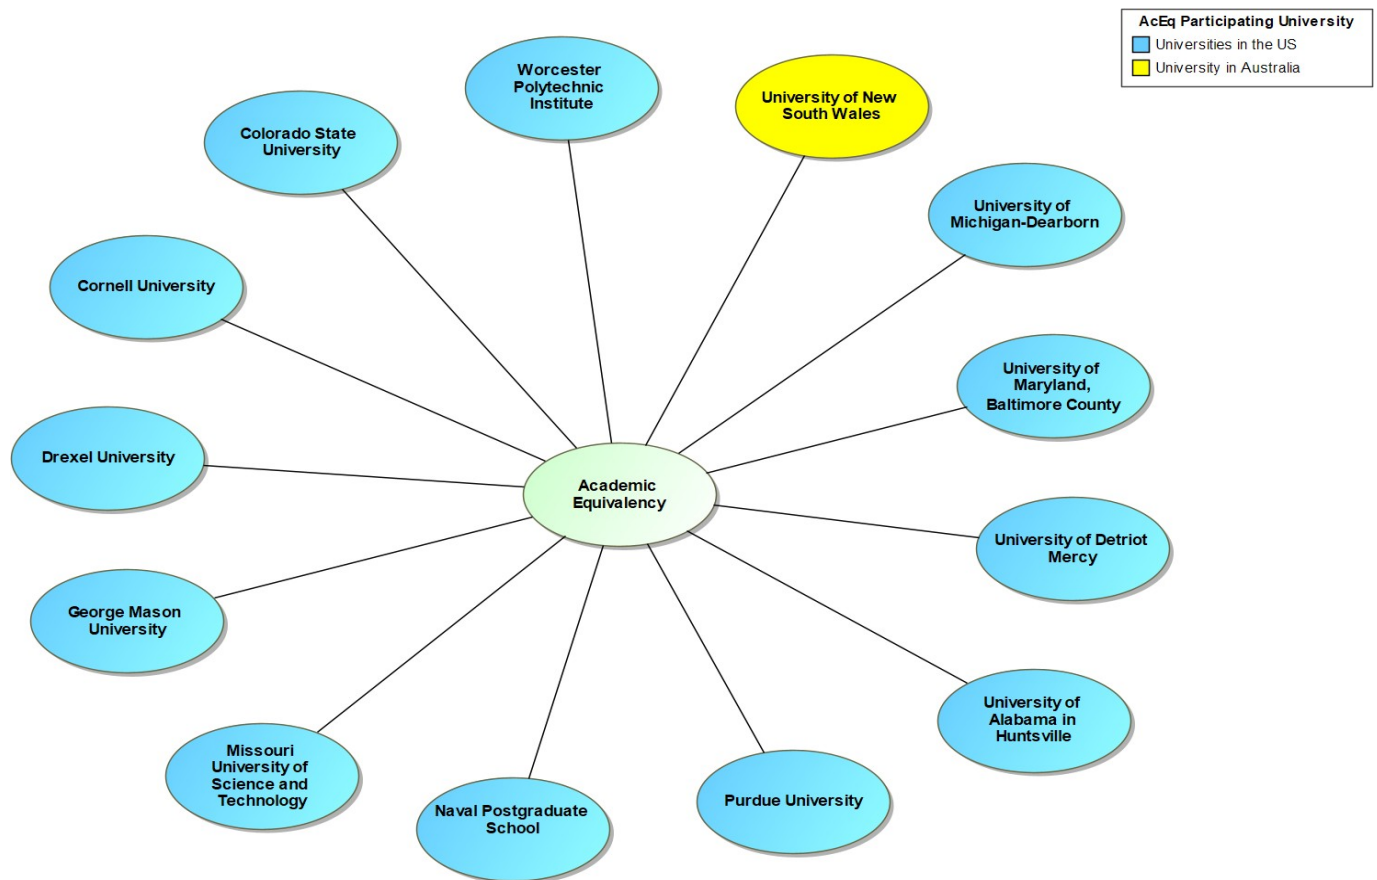 AcEq Participating University
Universities in the US
University in Australia
Worcester
Polytechnic
Institute
University of New
South Wales
Colorado State
University
University of
Michigan-Dearborn
Cornell University
University of
Maryland,
Baltimore County
Drexel University
Academic
Equivalency
University of Detriot
Mercy
George Mason
University
University of
Alabama in
Huntsville
Missouri
University of
Science and
Technology
Naval Postgraduate
School
Purdue University